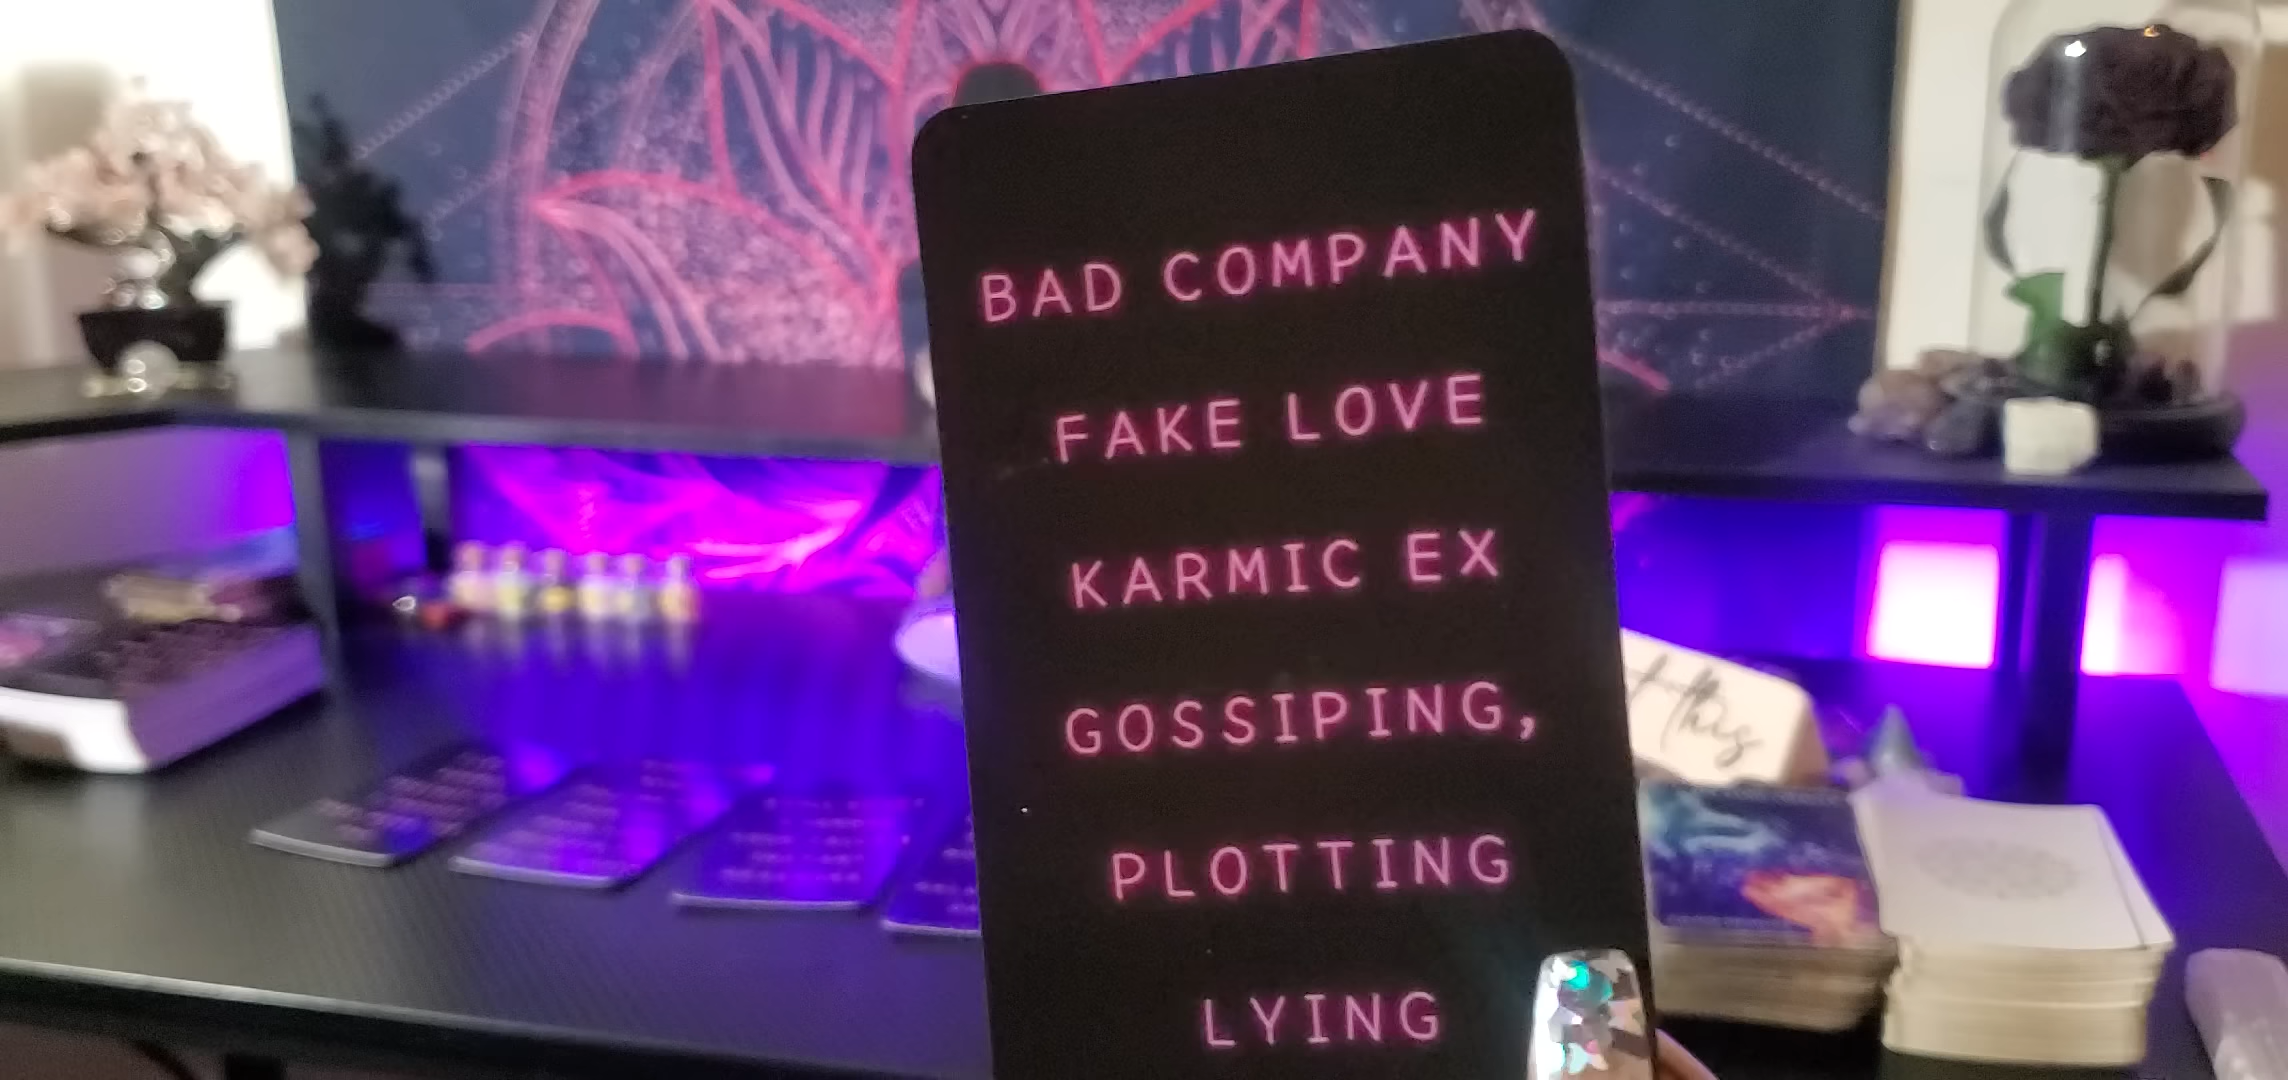 BAD COMPANY
FAKE LOVE
KARMIC EX
GOSSIPING,
PLOTTING
LYING